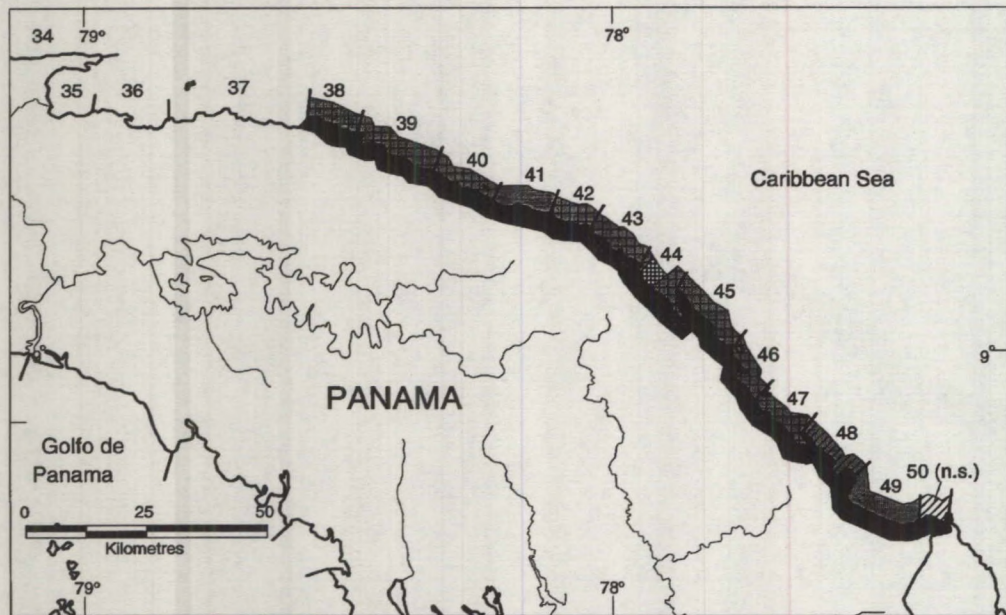 34 79° 78°
35 36 37 38
39
40
41
42
43
44
45
46
47
48
49
50 (n.s.)
Caribbean Sea
9°
PANAMA
Golfo de
Panama
0 25 50
Kilometres
79° 78°